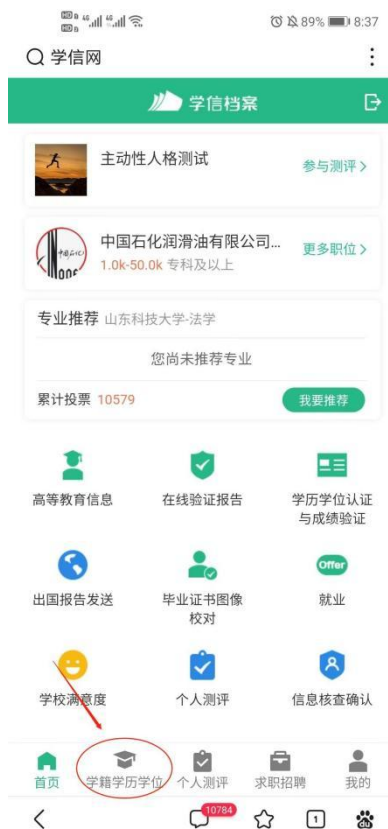 HD 46 46 89% 8:37
学信网
学信档案
主动性人格测试
参与测评 >
中国石化润滑油有限公司...
1.0k-50.0k 专科及以上
更多职位 >
专业推荐 山东科技大学-法学
您尚未推荐专业
累计投票 10579
我要推荐
高等教育信息
在线验证报告
学历学位认证
与成绩验证
Offer
出国报告发送
毕业证书图像
校对
就业
学校满意度
个人测评
信息核查确认
首页
学籍学历学位
个人测评
求职招聘
我的
10784
1